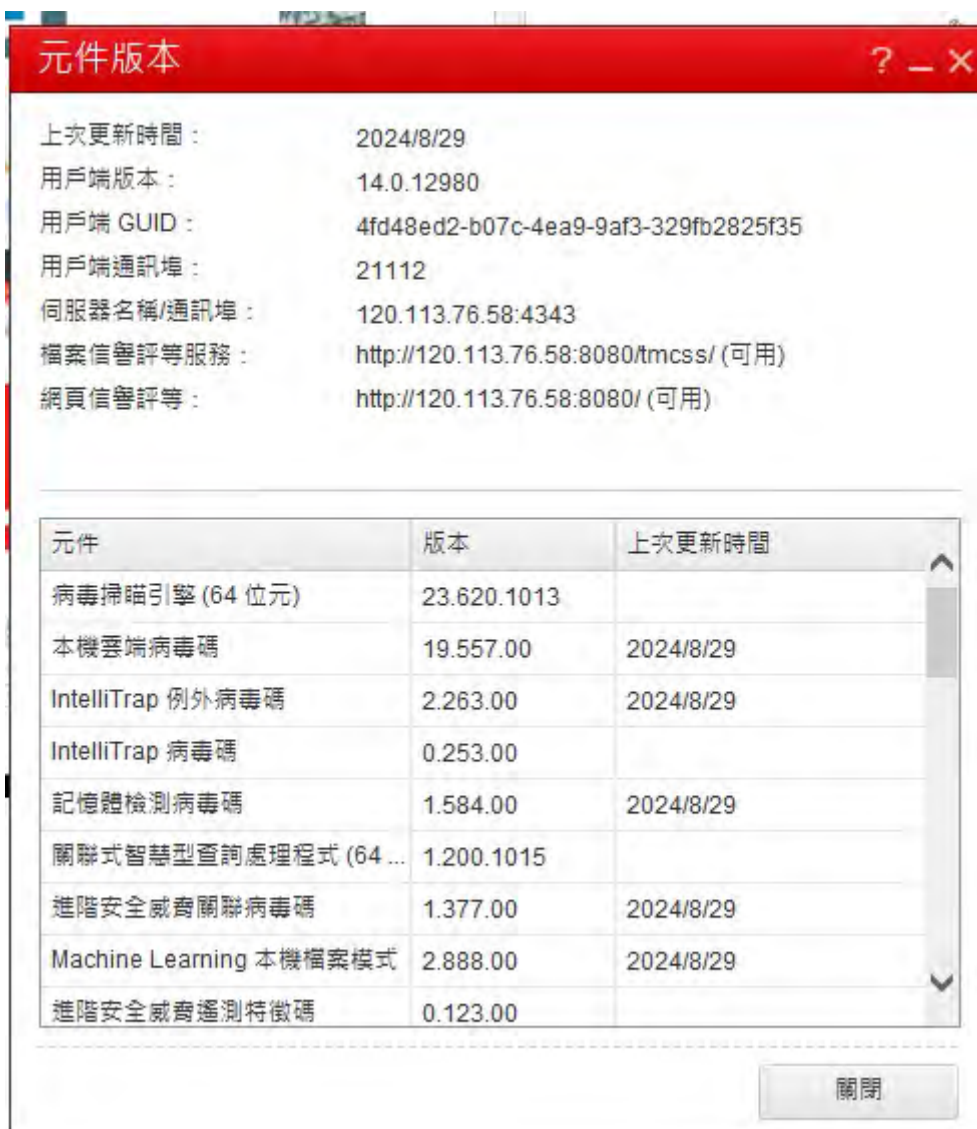 元件版本
上次更新時間： 2024/8/29
用戶端版本： 14.0.12980
用戶端 GUID： 4fd48ed2-b07c-4ea9-9af3-329fb2825f35
用戶端通訊埠： 21112
伺服器名稱/通訊埠： 120.113.76.58:4343
檔案信譽評等服務： http://120.113.76.58:8080/tmcss/ (可用)
網頁信譽評等： http://120.113.76.58:8080/ (可用)
元件 版本 上次更新時間
病毒掃瞄引擎 (64 位元) 23.620.1013
本機雲端病毒碼 19.557.00 2024/8/29
IntelliTrap 例外病毒碼 2.263.00 2024/8/29
IntelliTrap 病毒碼 0.253.00
記憶體檢測病毒碼 1.584.00 2024/8/29
關聯式智慧型查詢處理程式 (64 ... 1.200.1015
進階安全威脅關聯病毒碼 1.377.00 2024/8/29
Machine Learning 本機檔案模式 2.888.00 2024/8/29
進階安全威脅遙測特徵碼 0.123.00
關閉